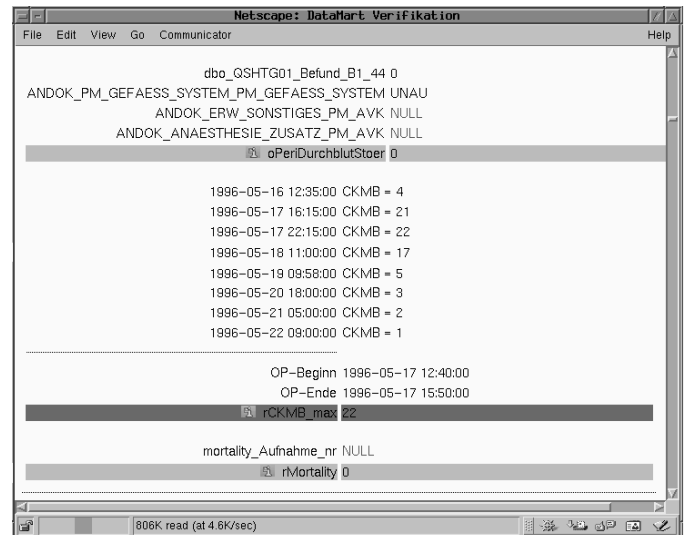 Netscape: DataMart Verifikation
File Edit View Go Communicator Help
dbo_QSHTG01_Befund_B1_44 0
ANDOK_PM_GEFAESS_SYSTEM_PM_GEFAESS_SYSTEM UNAU
ANDOK_ERW_SONSTIGES_PM_AVK NULL
ANDOK_ANAESTHESIE_ZUSATZ_PM_AVK NULL
oPeriDurchblutStoer 0
1996-05-16 12:35:00 CKMB = 4
1996-05-17 16:15:00 CKMB = 21
1996-05-17 22:15:00 CKMB = 22
1996-05-18 11:00:00 CKMB = 17
1996-05-19 09:58:00 CKMB = 5
1996-05-20 18:00:00 CKMB = 3
1996-05-21 05:00:00 CKMB = 2
1996-05-22 09:00:00 CKMB = 1
OP-Beginn 1996-05-17 12:40:00
OP-Ende 1996-05-17 15:50:00
rCKMB_max 22
mortality_Aufnahme_nr NULL
rMortality 0
806K read (at 4.6K/sec)